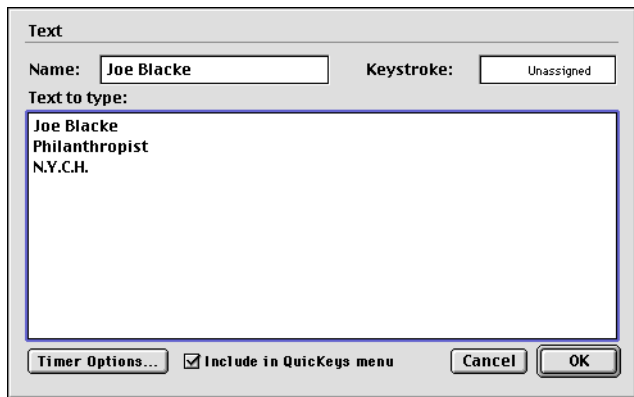 Text
Name: Joe Blacke Keystroke: Unassigned
Text to type:
Joe Blacke
Philanthropist
N.Y.C.H.
Timer Options... Include in QuicKeys menu Cancel OK